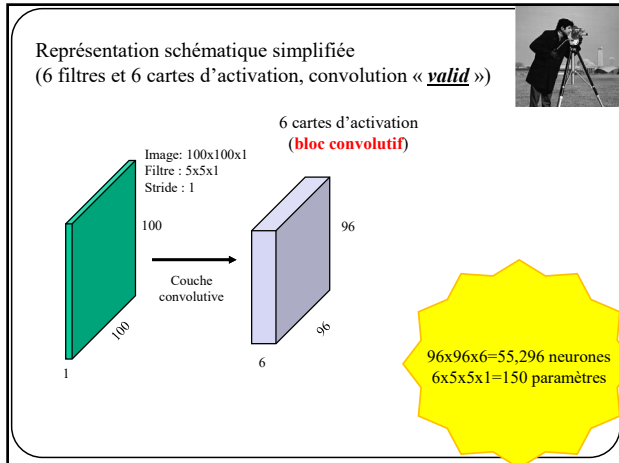 Représentation schématique simplifiée
(6 filtres et 6 cartes d’activation, convolution « valid »)
6 cartes d’activation
(bloc convolutif)
Image: 100x100x1
Filtre : 5x5x1
Stride : 1
100
96
Couche
convolutive
100
96
1
6
96x96x6=55,296 neurones
6x5x5x1=150 paramètres